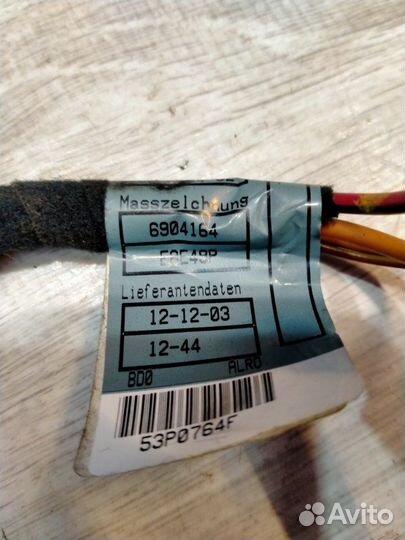 Masszeichnung
6904164
Lieferantendaten
12-12-03
12-44
BD0 ALRO
53P0764F
Avito